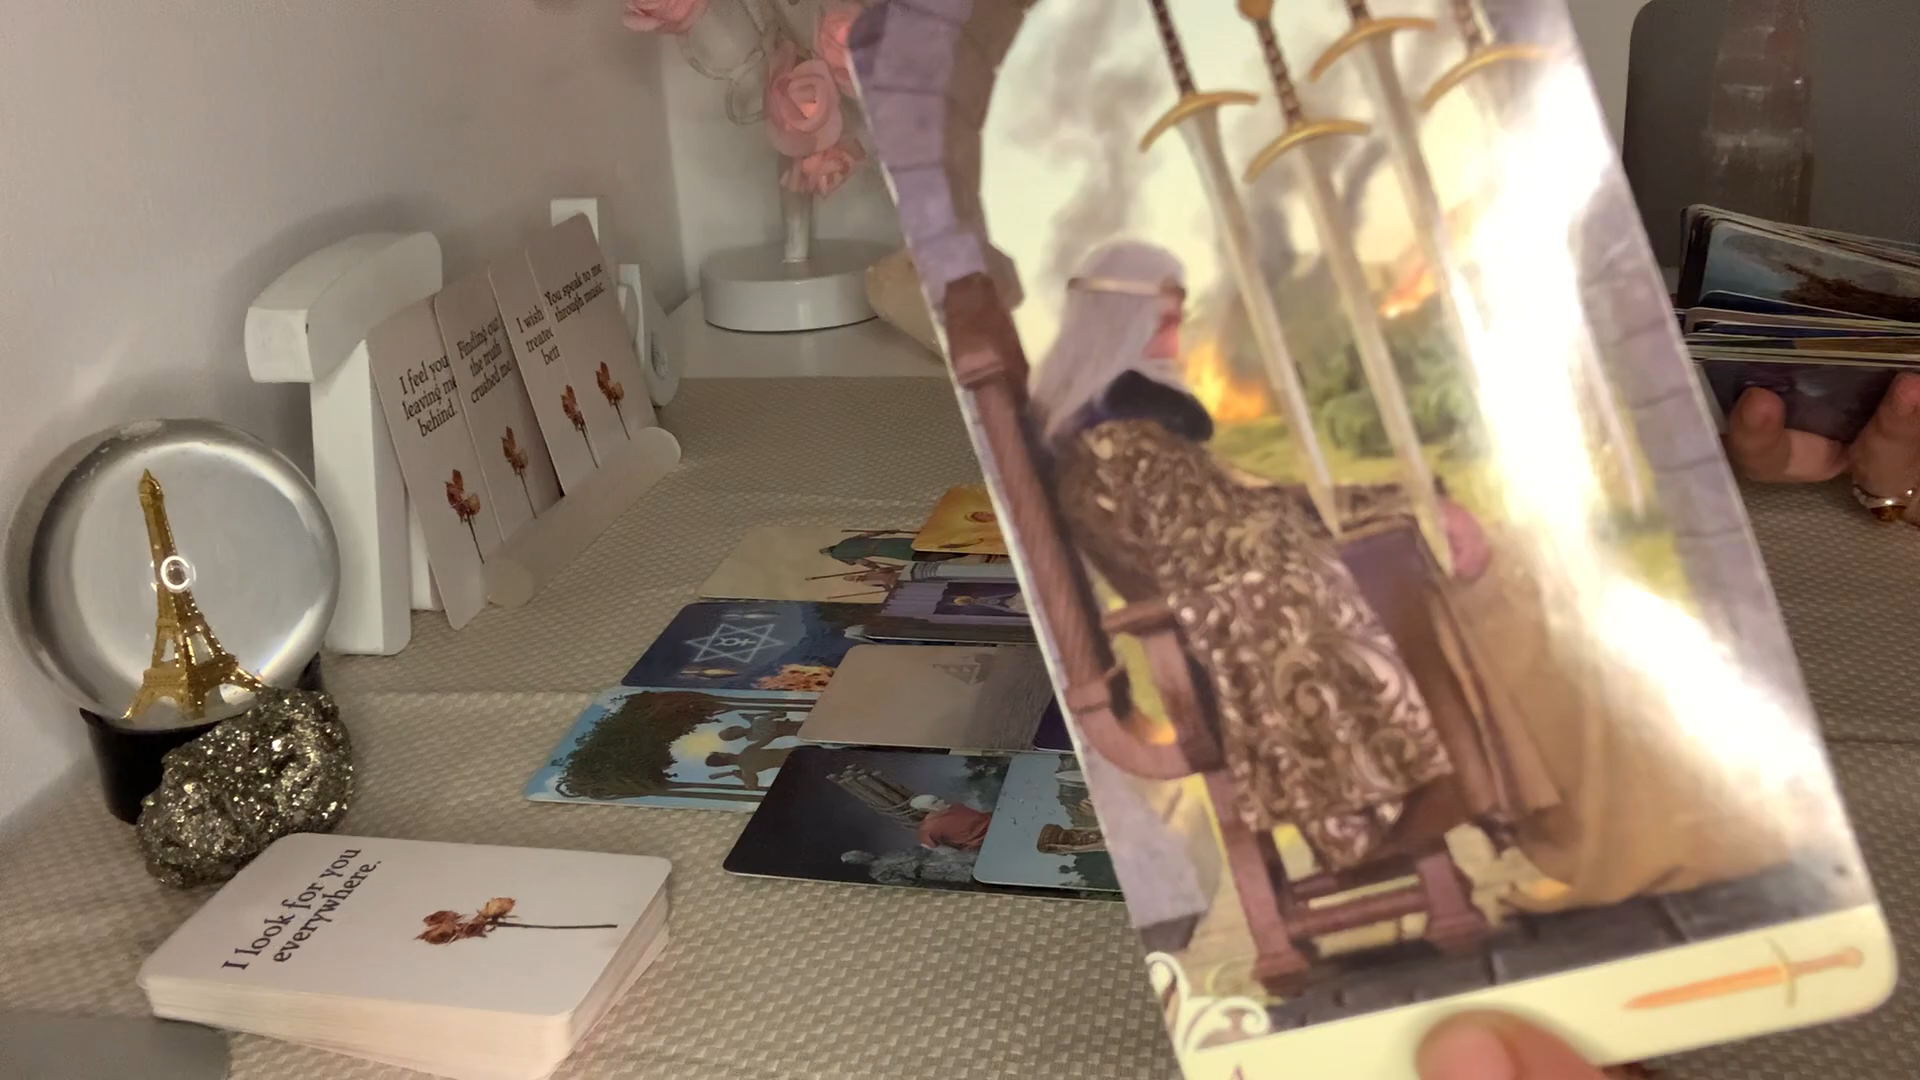 I feel you
leaving me
behind.
Finding out
the truth
crushed me.
I wish
treated
bett
You speak to me
through music.
I look for you
everywhere.